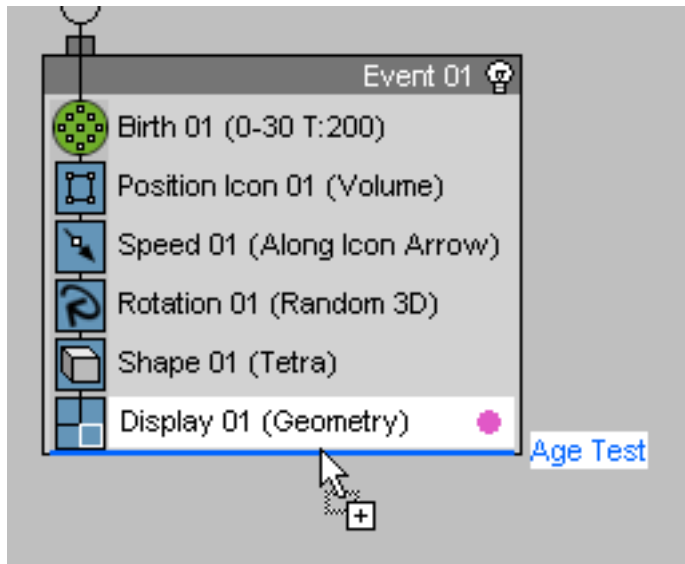 Event 01
Birth 01 (0-30 T:200)
Position Icon 01 (Volume)
Speed 01 (Along Icon Arrow)
Rotation 01 (Random 3D)
Shape 01 (Tetra)
Display 01 (Geometry)
Age Test